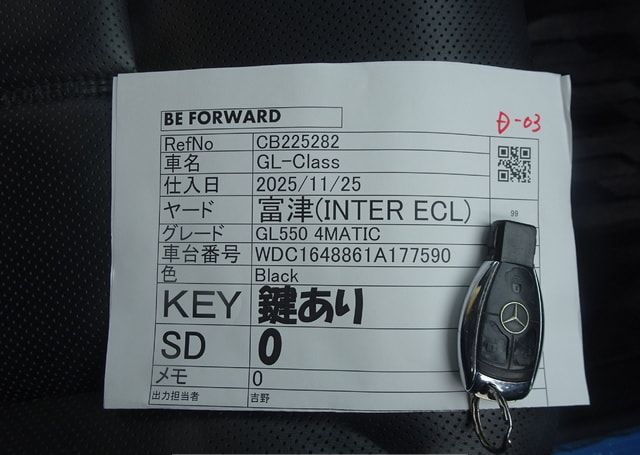 BE FORWARD
Đ-03
RefNo CB225282
車名 GL-Class
仕入日 2025/11/25
ヤード 富津(INTER ECL)
99
グレード GL550 4MATIC
車台番号 WDC1648861A177590
色 Black
KEY 鍵あり
SD 0
メモ 0
出力担当者 吉野